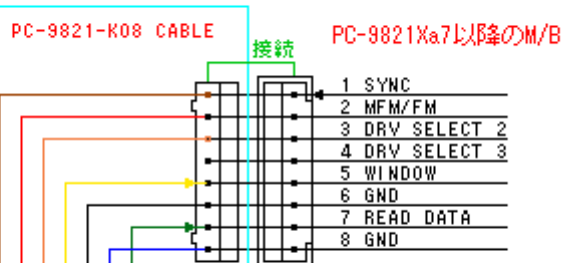 PC-9821-K08 CABLE
PC-9821Xa7以降のM/B
接続
1 SYNC
2 MFM/FM
3 DRV SELECT 2
4 DRV SELECT 3
5 WINDOW
6 GND
7 READ DATA
8 GND